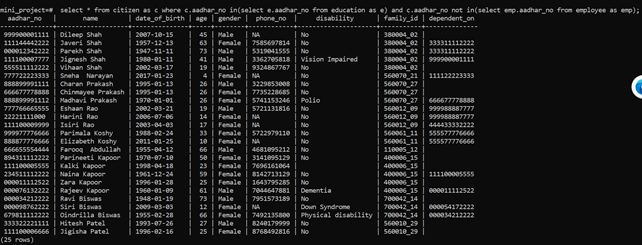 mini_project=# select * from citizen as c where c.aadhar_no not in(select e.aadhar_no from education as e) and c.aadhar_no not in(select emp.aadhar_no from employee as emp);
aadhar_no | name | date_of_birth | age | gender | phone_no | disability | family_id | dependent_on
999900001111 | Dileep Shah | 2007-10-15 | 45 | Male | NA | No | 380004_02 |
111144442222 | Javeri Shah | 1957-12-13 | 63 | Female | 7585697814 | No | 380004_02 | 333311112222
000012342222 | Parekh Shah | 1947-11-11 | 73 | Male | 5319041555 | No | 380004_02 | 333311112222
111100007777 | Jignesh Shah | 1980-01-11 | 41 | Male | 3362705818 | Vision Impaired | 380004_02 | 999900001111
555511112222 | Vihaan Shah | 2002-03-17 | 19 | Male | 9324867767 | No | 380004_02 |
777722223333 | Sneha Narayan | 2017-01-23 | 4 | Female | NA | No | 560070_21 | 111122223333
888899991111 | Charan Prakash | 1995-01-13 | 26 | Male | 3229853008 | No | 560070_27 |
666677778888 | Chinmayee Prakash | 1995-01-13 | 26 | Female | 7735228685 | No | 560070_27 |
888899991112 | Madhavi Prakash | 1970-01-01 | 26 | Female | 5741153246 | Polio | 560070_27 | 666677778888
777766665555 | Eshaan Rao | 2002-03-21 | 19 | Male | 5721131816 | No | 560012_09 | 999988887777
222211111000 | Harini Rao | 2006-07-06 | 14 | Female | NA | No | 560012_09 | 999988887777
111100009999 | Isiri Rao | 2003-04-03 | 17 | Female | NA | No | 560012_09 | 444433332222
999977776666 | Parimala Koshy | 1988-02-24 | 33 | Female | 5722979110 | No | 560061_11 | 555577776666
888877776666 | Elizabeth Koshy | 2011-01-25 | 10 | Female | NA | No | 560061_11 | 555577776666
666655554444 | Farooq Abdullah | 1955-04-12 | 66 | Male | 4681095212 | No | 110005_12 |
894311112222 | Parineeti Kapoor | 1970-07-10 | 50 | Female | 3141095129 | No | 400006_15 |
111100005555 | Kalki Kapoor | 1998-04-18 | 23 | Female | 7696161064 | | 400006_15 |
234511112222 | Naina Kapoor | 1961-12-24 | 59 | Female | 8142713129 | No | 400006_15 | 111100005555
000011112525 | Zara Kapoor | 1996-01-28 | 25 | Female | 1643795285 | No | 400006_15 |
000076132222 | Rajeev Kapoor | 1960-01-09 | 61 | Male | 7044647881 | Dementia | 400006_15 | 000011112522
000034212222 | Ravi Biswas | 1948-01-19 | 73 | Male | 7951573189 | No | 700042_14 |
000098762222 | Siri Biswas | 2009-03-03 | 12 | Female | NA | Down Syndrome | 700042_14 | 000054172222
679811112222 | Oindrilla Biswas | 1955-02-28 | 66 | Female | 7492135800 | Physical disability | 700042_14 | 000034212222
333322221111 | Hitesh Patel | 1993-07-26 | 27 | Male | 8240179999 | No | 560010_29 |
111100006666 | Jigisha Patel | 1996-02-16 | 25 | Female | 8768492816 | No | 560010_29 |
(25 rows)